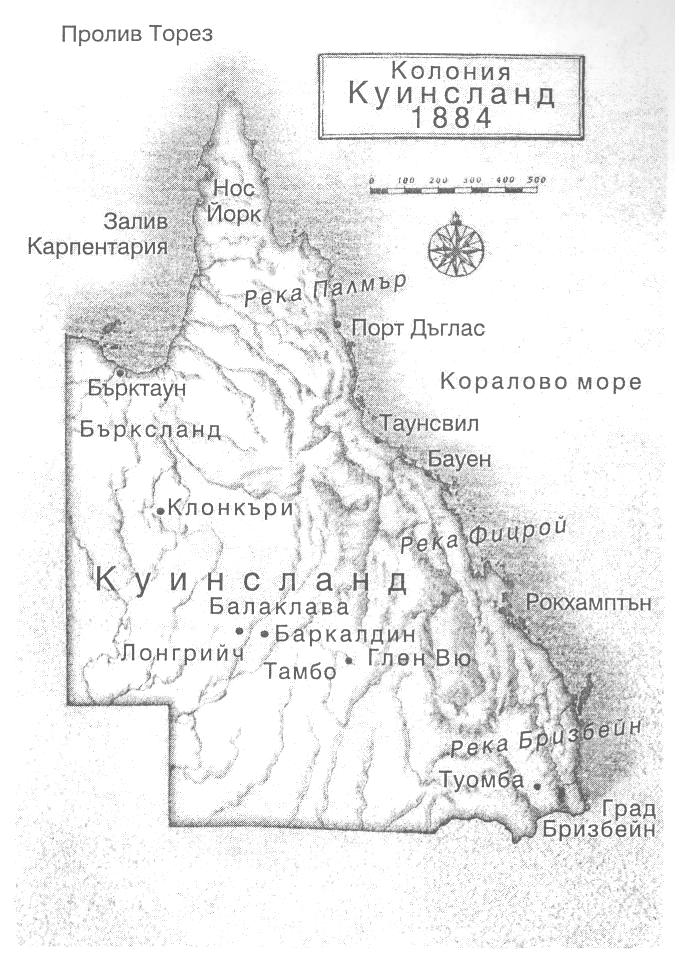 Пролив Торез
Колония
Куинсланд
1884
0 100 200 300 400 500
Нос
Йорк
Залив
Карпентария
Река Палмър
Порт Дъглас
Бърктаун
Коралово море
Бърксланд
Таунсвил
Бауен
Клонкъри
Река Фицрой
Куинсланд
Балаклава
Рокхамптън
Баркалдин
Лонгрийч
Тамбо
Глен Вю
Река Бризбейн
Туомба
Град
Бризбейн